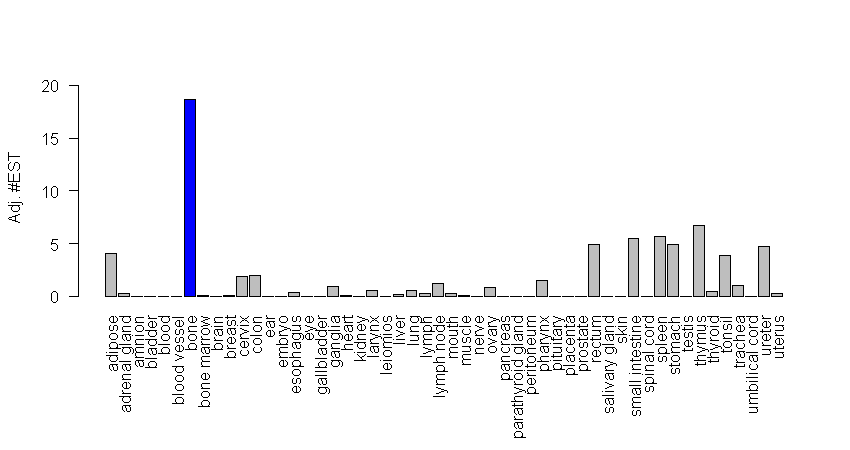 Adj. #EST
20
15
10
5
0
adipose
adrenal gland
amnion
bladder
blood
blood vessel
bone
bone marrow
brain
breast
cervix
colon
ear
embryo
esophagus
eye
gallbladder
ganglia
heart
kidney
larynx
leiomios
liver
lung
lymph
lymph node
mouth
muscle
nerve
ovary
pancreas
parathyroid gland
peritoneum
pharynx
pituitary
placenta
prostate
rectum
salivary gland
skin
small intestine
spinal cord
spleen
stomach
testis
thymus
thyroid
tonsil
trachea
umbilical cord
ureter
uterus